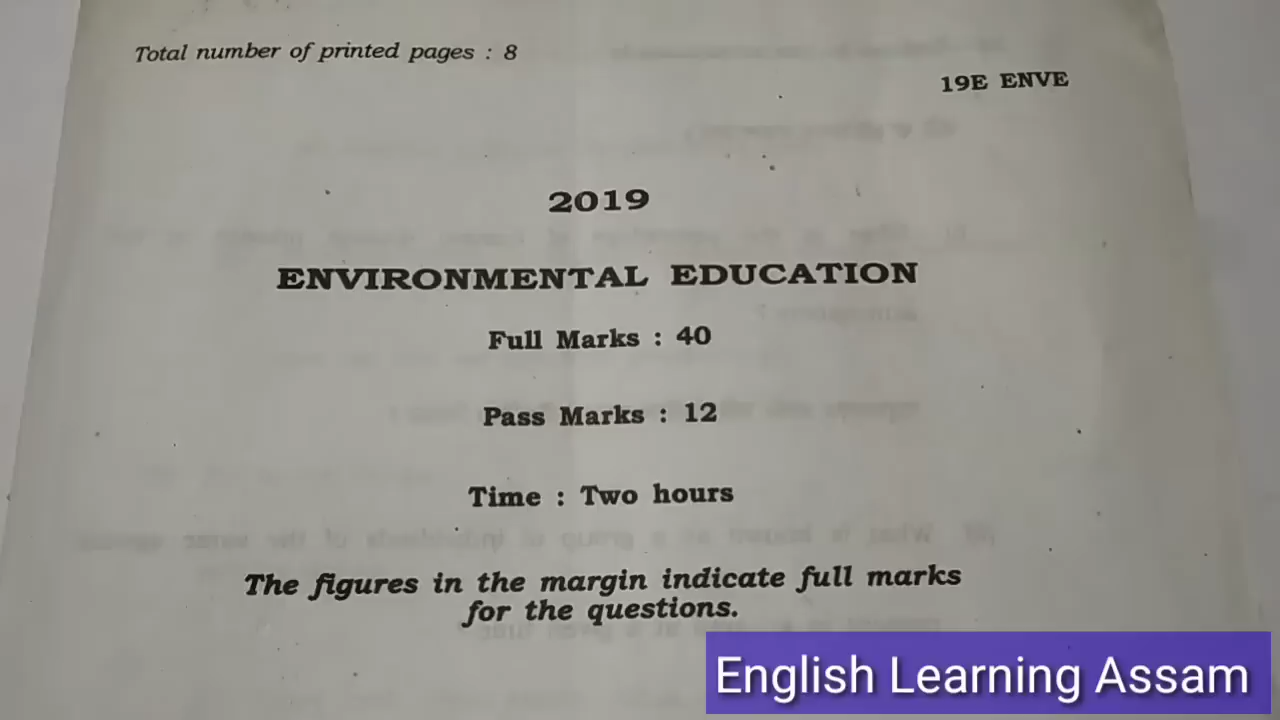 Total number of printed pages : 8
19E ENVE
2019
ENVIRONMENTAL EDUCATION
Full Marks : 40
Pass Marks : 12
Time : Two hours
The figures in the margin indicate full marks
for the questions.
English Learning Assam